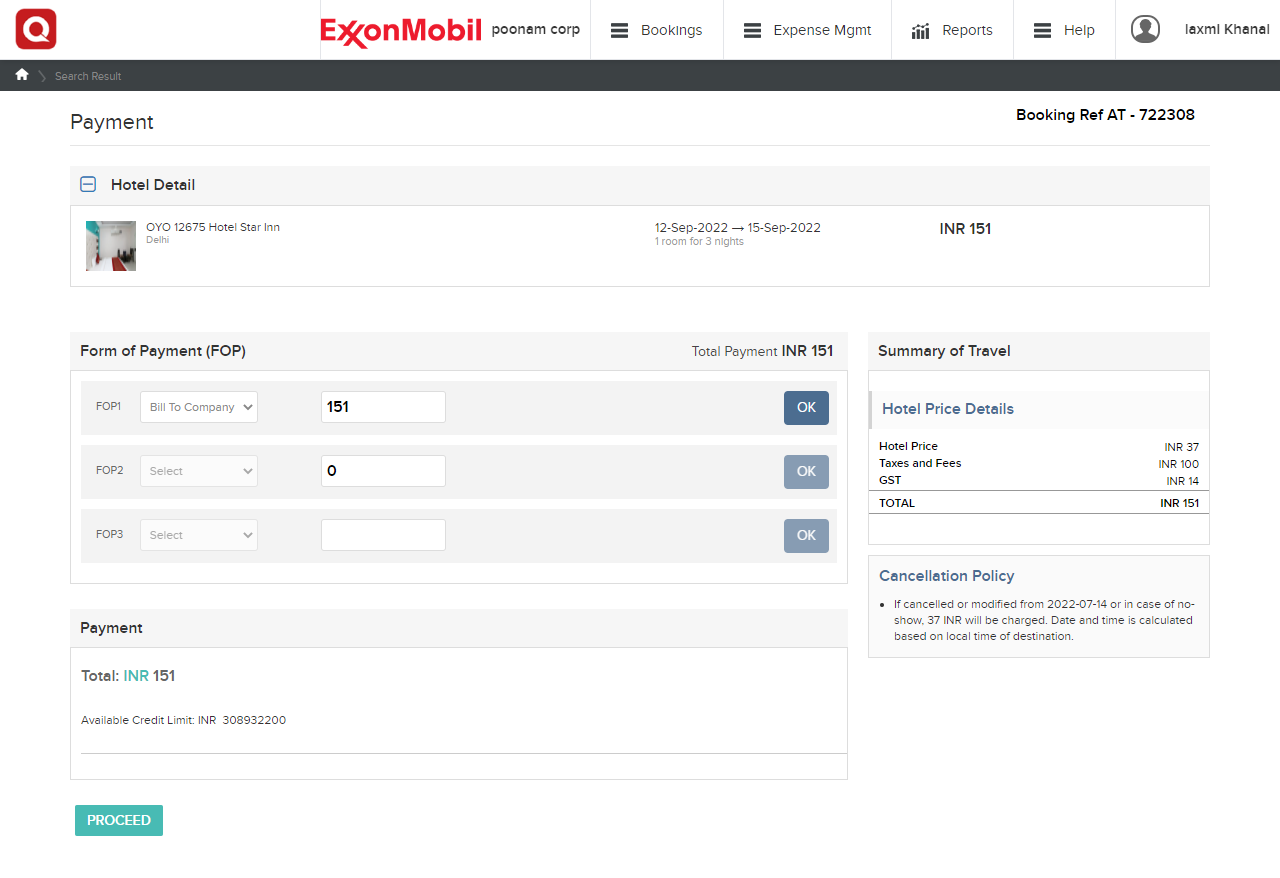 Q
ExxonMobil poonam corp Bookings Expense Mgmt Reports Help laxmi Khanal
Search Result
Payment
Booking Ref AT - 722308
Hotel Detail
OYO 12675 Hotel Star Inn
Delhi
12-Sep-2022 → 15-Sep-2022
1 room for 3 nights
INR 151
Form of Payment (FOP)
Total Payment INR 151
FOP1 Bill To Company 151 OK
FOP2 Select 0 OK
FOP3 Select OK
Payment
Total: INR 151
Available Credit Limit: INR 308932200
PROCEED
Summary of Travel
Hotel Price Details
Hotel Price INR 37
Taxes and Fees INR 100
GST INR 14
TOTAL INR 151
Cancellation Policy
• If cancelled or modified from 2022-07-14 or in case of no-
show, 37 INR will be charged. Date and time is calculated
based on local time of destination.